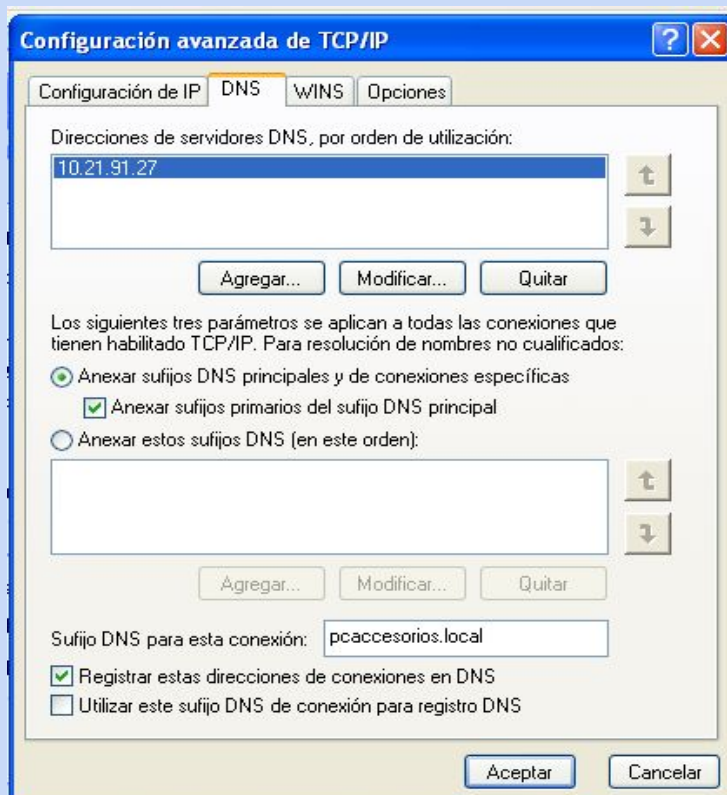 Configuración avanzada de TCP/IP
Configuración de IP DNS WINS Opciones
Direcciones de servidores DNS, por orden de utilización:
10.21.91.27
Agregar... Modificar... Quitar
Los siguientes tres parámetros se aplican a todas las conexiones que
tienen habilitado TCP/IP. Para resolución de nombres no cualificados:
Anexar sufijos DNS principales y de conexiones específicas
Anexar sufijos primarios del sufijo DNS principal
Anexar estos sufijos DNS (en este orden):
Agregar... Modificar... Quitar
Sufijo DNS para esta conexión: pcaccesorios.local
Registrar estas direcciones de conexiones en DNS
Utilizar este sufijo DNS de conexión para registro DNS
Aceptar Cancelar